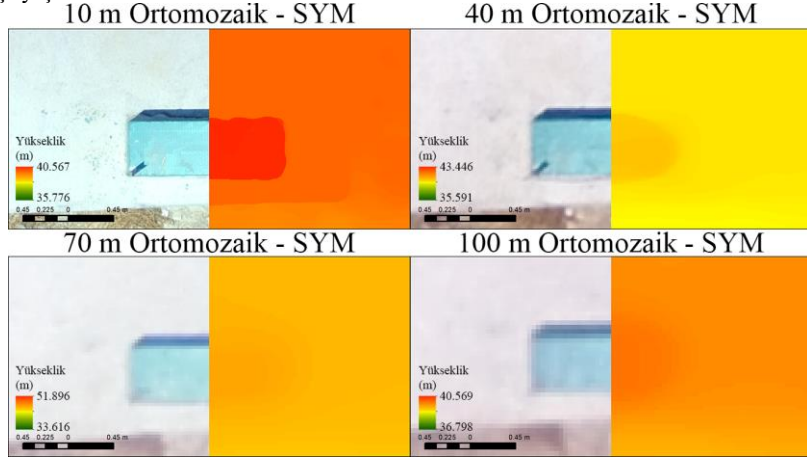 10 m Ortomozaik - SYM
40 m Ortomozaik - SYM
Yükseklik
(m)
40.567
35.776
0.45 0.225 0 0.45 m
Yükseklik
(m)
43.446
35.591
0.45 0.225 0 0.45 m
70 m Ortomozaik - SYM
100 m Ortomozaik - SYM
Yükseklik
(m)
51.896
33.616
0.45 0.225 0 0.45 m
Yükseklik
(m)
40.569
36.798
0.45 0.225 0 0.45 m